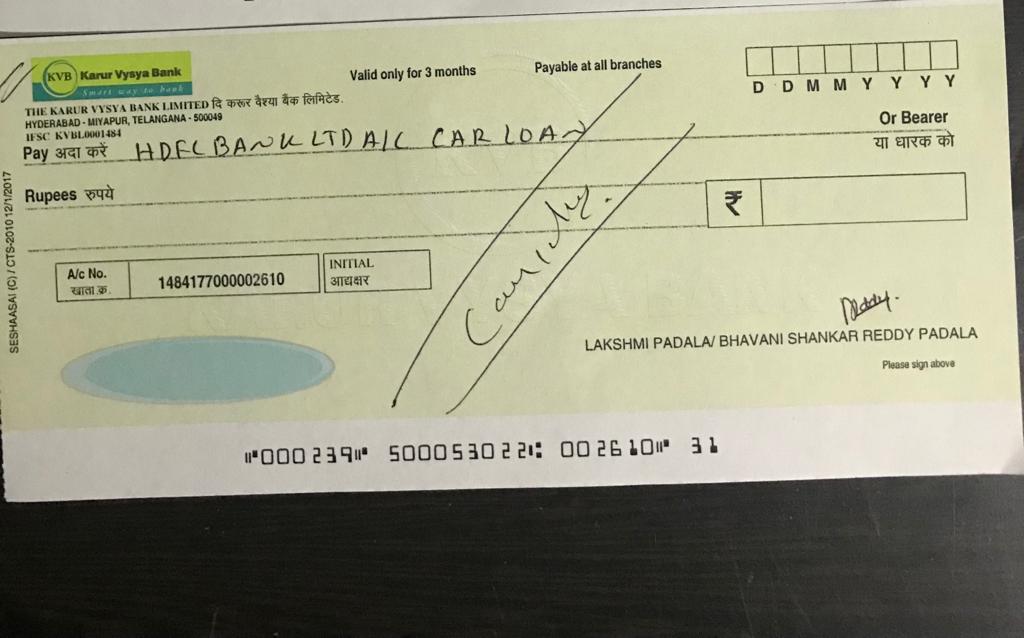 KVB Karur Vysya Bank
Smart way to bank
Valid only for 3 months
Payable at all branches
D D M M Y Y Y Y
THE KARUR VYSYA BANK LIMITED दि करूर वैश्या बैंक लिमिटेड.
HYDERABAD - MIYAPUR, TELANGANA - 500049
IFSC KVBL0001484
Pay अदा करें HDFC BANK LTD A/C CAR LOAN
Or Bearer
या धारक को
Rupees रुपये
₹
A/c No.
खाता.क्र.
1484177000002610
INITIAL
आद्यक्षर
Reddy.
LAKSHMI PADALA/ BHAVANI SHANKAR REDDY PADALA
Please sign above
SESHAASAI (C) / CTS-2010 12/1/2017
⑈000239⑈ 500053022⑆ 002610⑈ 31